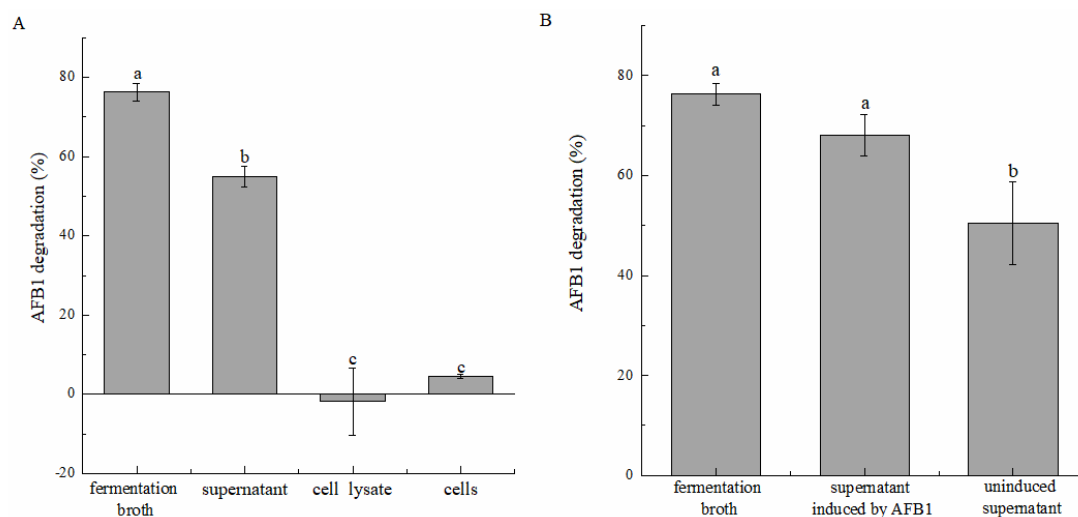 A
AFB1 degradation (%)
80
60
40
20
0
-20
a
b
c
c
fermentation
broth
supernatant
cell lysate
cells
B
AFB1 degradation (%)
80
60
40
20
0
a
a
b
fermentation
broth
supernatant
induced by AFB1
uninduced
supernatant